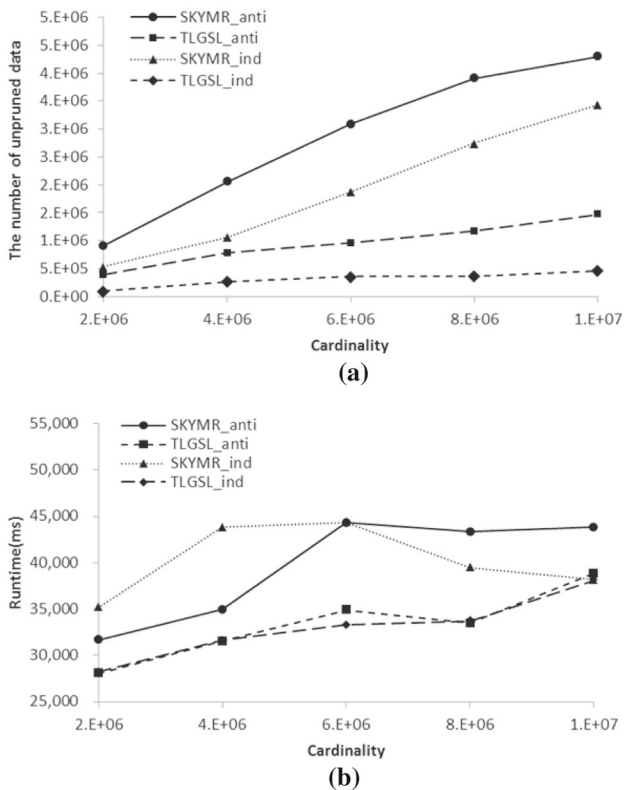 SKYMR_anti
TLGSL_anti
SKYMR_ind
TLGSL_ind
5.E+06
5.E+06
4.E+06
4.E+06
3.E+06
3.E+06
2.E+06
2.E+06
1.E+06
5.E+05
0.E+00
The number of unpruned data
2.E+06 4.E+06 6.E+06 8.E+06 1.E+07
Cardinality
(a)
SKYMR_anti
TLGSL_anti
SKYMR_ind
TLGSL_ind
55,000
50,000
45,000
40,000
35,000
30,000
25,000
Runtime(ms)
2.E+06 4.E+06 6.E+06 8.E+06 1.E+07
Cardinality
(b)